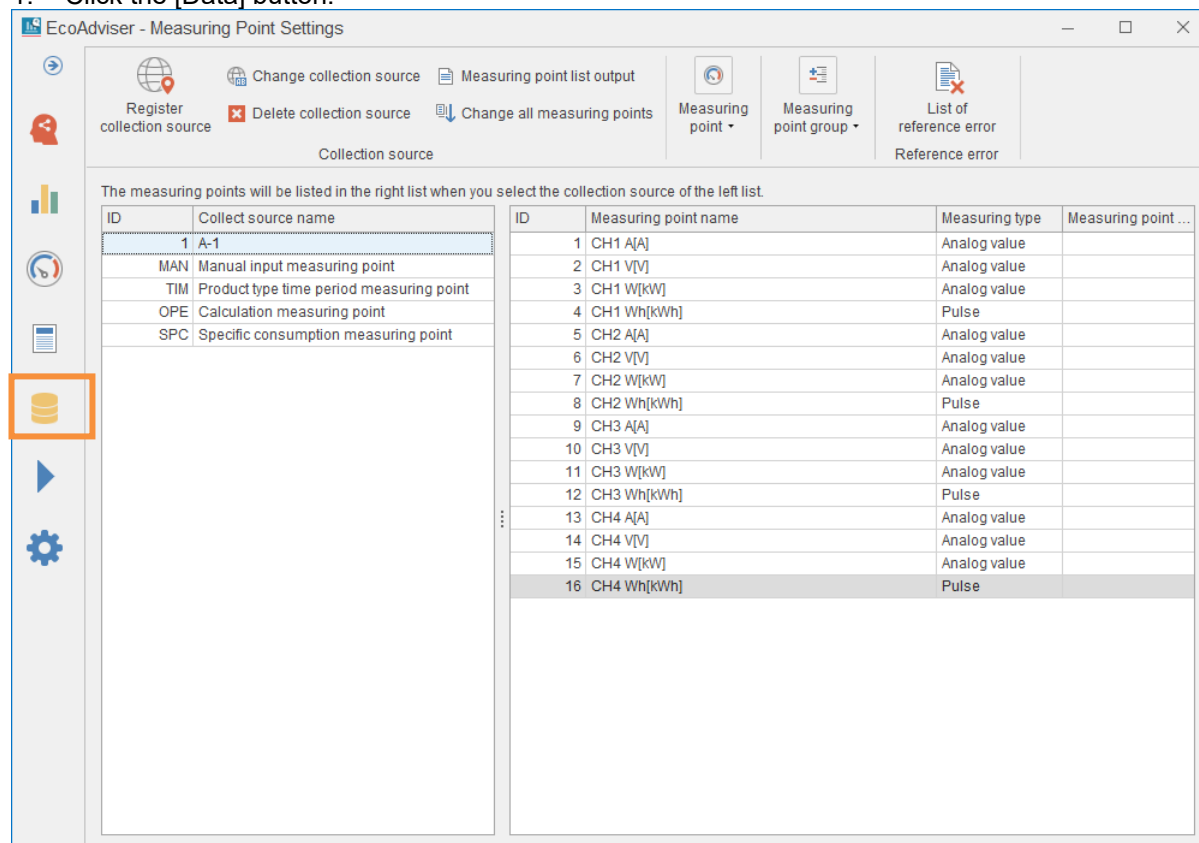 1. Click the [Data] button.
EcoAdviser - Measuring Point Settings
Register
collection source
Change collection source
Measuring point list output
Delete collection source
Change all measuring points
Collection source
Measuring
point
Measuring
point group
List of
reference error
Reference error
The measuring points will be listed in the right list when you select the collection source of the left list.
ID Collect source name
1 A-1
MAN Manual input measuring point
TIM Product type time period measuring point
OPE Calculation measuring point
SPC Specific consumption measuring point
ID Measuring point name Measuring type Measuring point ...
1 CH1 A[A] Analog value
2 CH1 V[V] Analog value
3 CH1 W[kW] Analog value
4 CH1 Wh[kWh] Pulse
5 CH2 A[A] Analog value
6 CH2 V[V] Analog value
7 CH2 W[kW] Analog value
8 CH2 Wh[kWh] Pulse
9 CH3 A[A] Analog value
10 CH3 V[V] Analog value
11 CH3 W[kW] Analog value
12 CH3 Wh[kWh] Pulse
13 CH4 A[A] Analog value
14 CH4 V[V] Analog value
15 CH4 W[kW] Analog value
16 CH4 Wh[kWh] Pulse